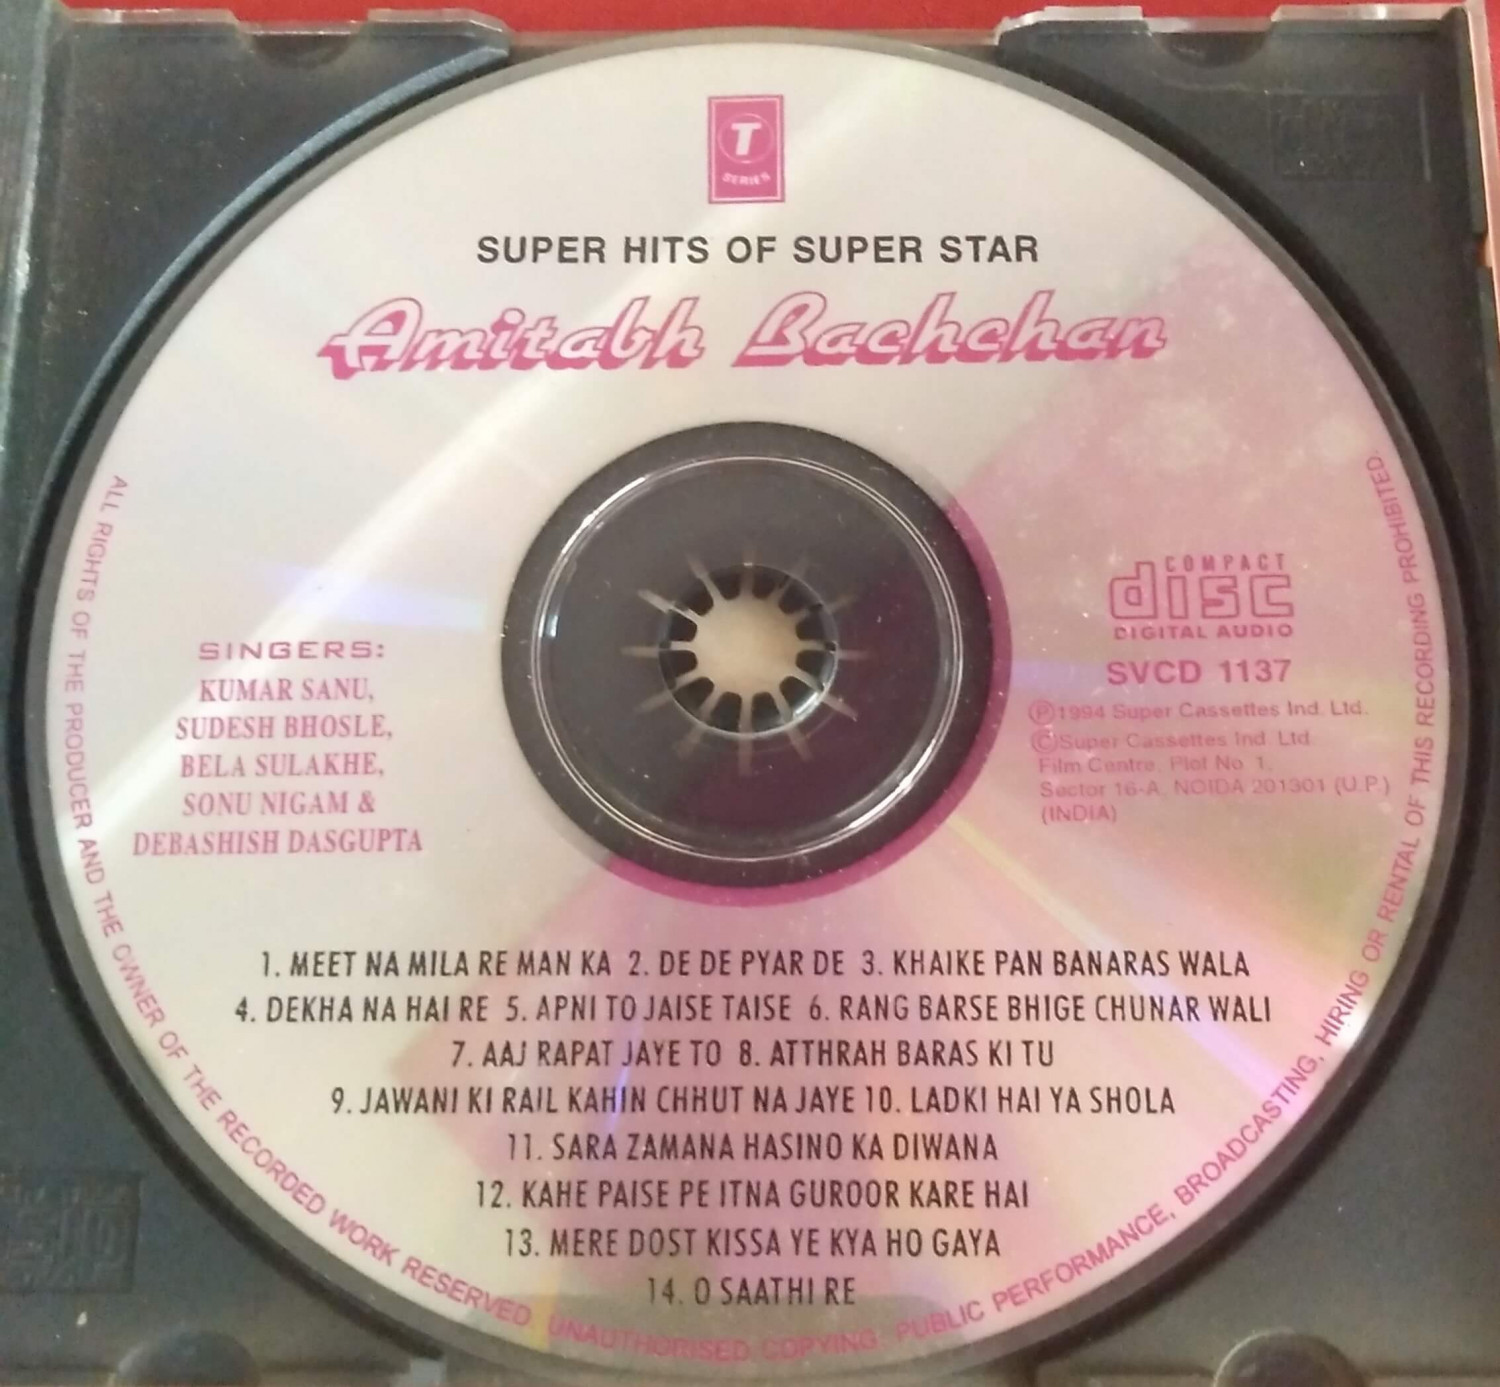 T
SERIES
SUPER HITS OF SUPER STAR
Amitabh Bachchan
SINGERS:
KUMAR SANU,
SUDESH BHOSLE,
BELA SULAKHE,
SONU NIGAM &
DEBASHISH DASGUPTA
COMPACT
disc
DIGITAL AUDIO
SVCD 1137
Ⓟ1994 Super Cassettes Ind. Ltd.
©Super Cassettes Ind. Ltd.
Film Centre, Plot No. 1,
Sector 16-A, NOIDA 201301 (U.P.)
(INDIA)
1. MEET NA MILA RE MAN KA 2. DE DE PYAR DE 3. KHAIKE PAN BANARAS WALA
4. DEKHA NA HAI RE 5. APNI TO JAISE TAISE 6. RANG BARSE BHIGE CHUNAR WALI
7. AAJ RAPAT JAYE TO 8. ATTHRAH BARAS KI TU
9. JAWANI KI RAIL KAHIN CHHUT NA JAYE 10. LADKI HAI YA SHOLA
11. SARA ZAMANA HASINO KA DIWANA
12. KAHE PAISE PE ITNA GUROOR KARE HAI
13. MERE DOST KISSA YE KYA HO GAYA
14. O SAATHI RE
ALL RIGHTS OF THE PRODUCER AND THE OWNER OF THE RECORDED WORK RESERVED. UNAUTHORISED COPYING, PUBLIC PERFORMANCE, BROADCASTING, HIRING OR RENTAL OF THIS RECORDING PROHIBITED.